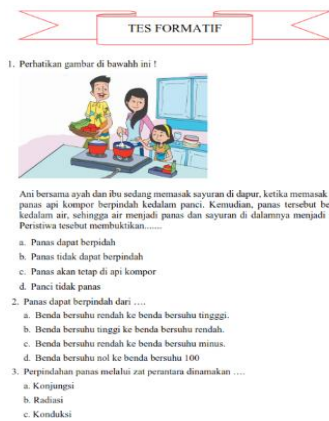 TES FORMATIF
1. Perhatikan gambar di bawahh ini !
Ani bersama ayah dan ibu sedang memasak sayuran di dapur, ketika memasak
panas api kompor berpindah kedalam panci. Kemudian, panas tersebut be
kedalam air, sehingga air menjadi panas dan sayuran di dalamnya menjadi
Peristiwa tesebut membuktikan.......
a. Panas dapat berpidah
b. Panas tidak dapat berpindah
c. Panas akan tetap di api kompor
d. Panci tidak panas
2. Panas dapat berpindah dari ....
a. Benda bersuhu rendah ke benda bersuhu tingggi.
b. Benda bersuhu tinggi ke benda bersuhu rendah.
c. Benda bersuhu rendah ke benda bersuhu minus.
d. Benda bersuhu nol ke benda bersuhu 100
3. Perpindahan panas melalui zat perantara dinamakan ....
a. Konjungsi
b. Radiasi
c. Konduksi